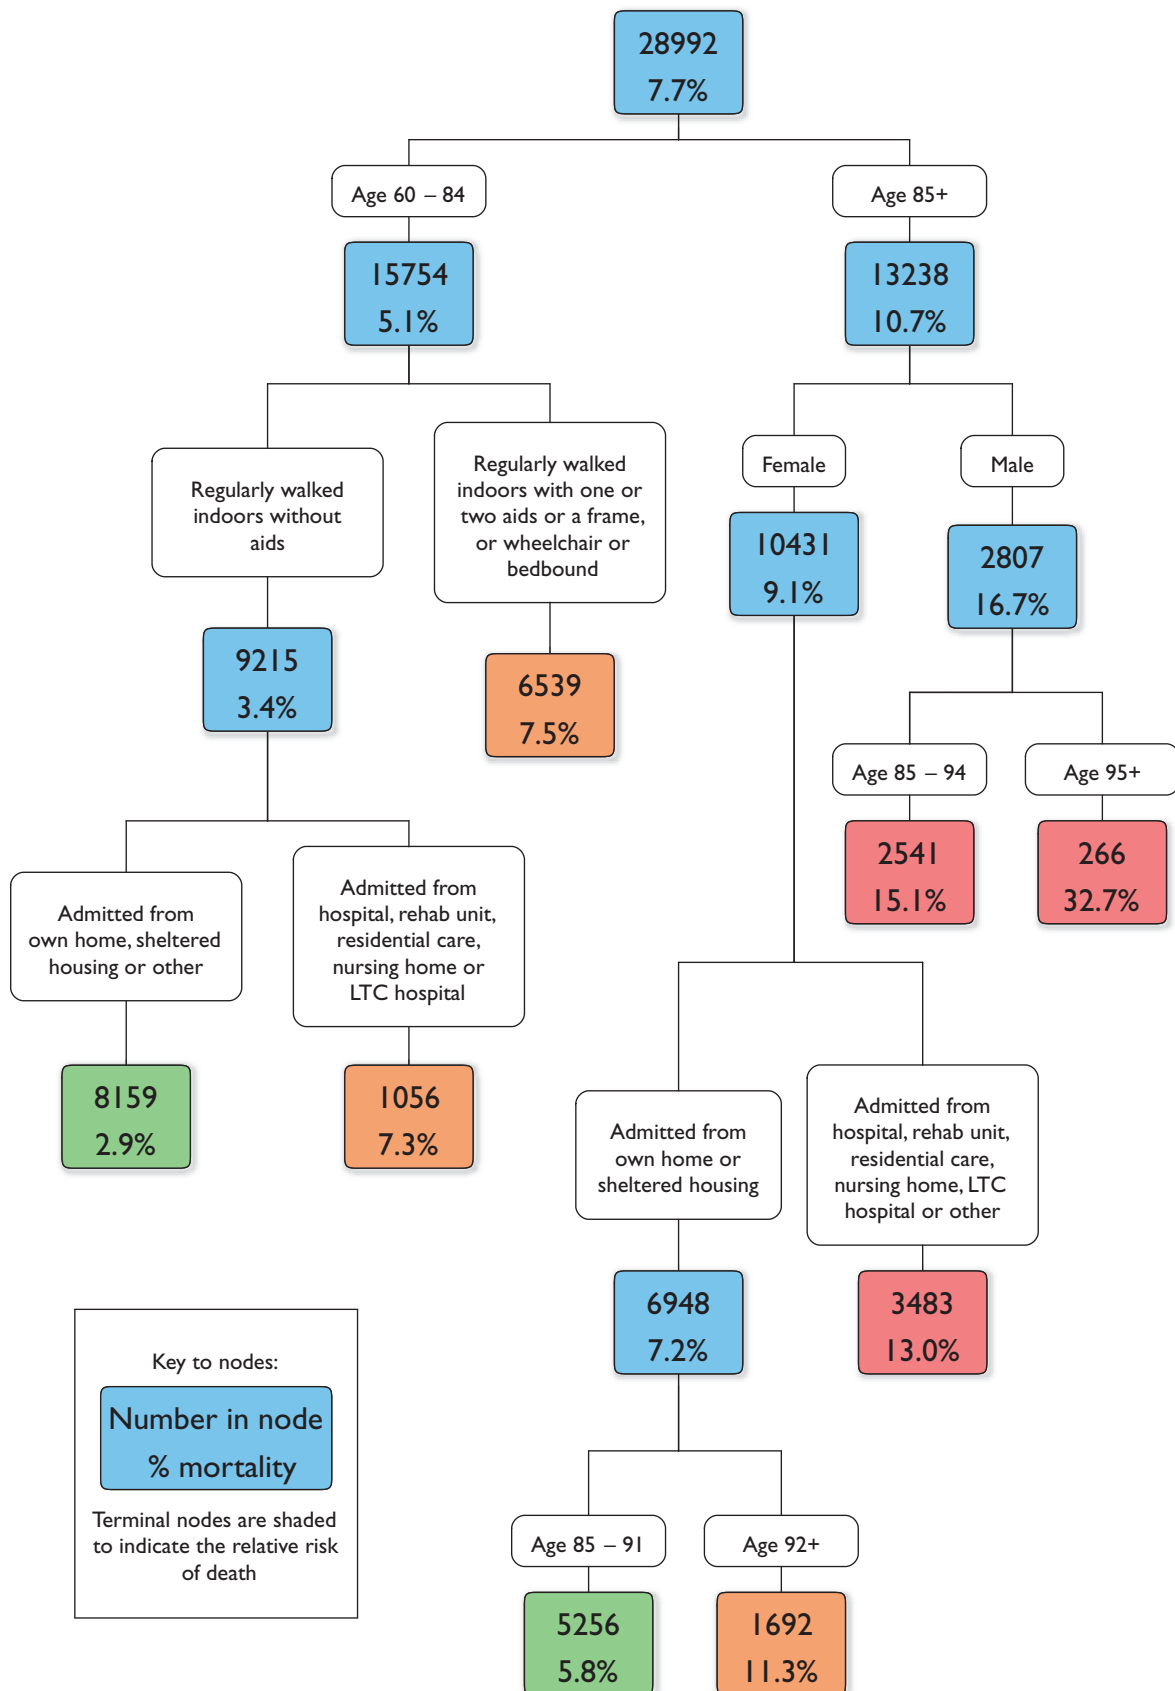 28992
7.7%
Age 60 – 84
Age 85+
15754
5.1%
13238
10.7%
Regularly walked
indoors without
aids
Regularly walked
indoors with one or
two aids or a frame,
or wheelchair or
bedbound
Female
Male
9215
3.4%
6539
7.5%
10431
9.1%
2807
16.7%
Age 85 – 94
Age 95+
2541
15.1%
266
32.7%
Admitted from
own home, sheltered
housing or other
Admitted from
hospital, rehab unit,
residential care,
nursing home or
LTC hospital
8159
2.9%
1056
7.3%
Admitted from
own home or
sheltered housing
Admitted from
hospital, rehab unit,
residential care,
nursing home, LTC
hospital or other
6948
7.2%
3483
13.0%
Key to nodes:
Number in node
% mortality
Terminal nodes are shaded
to indicate the relative risk
of death
Age 85 – 91
Age 92+
5256
5.8%
1692
11.3%